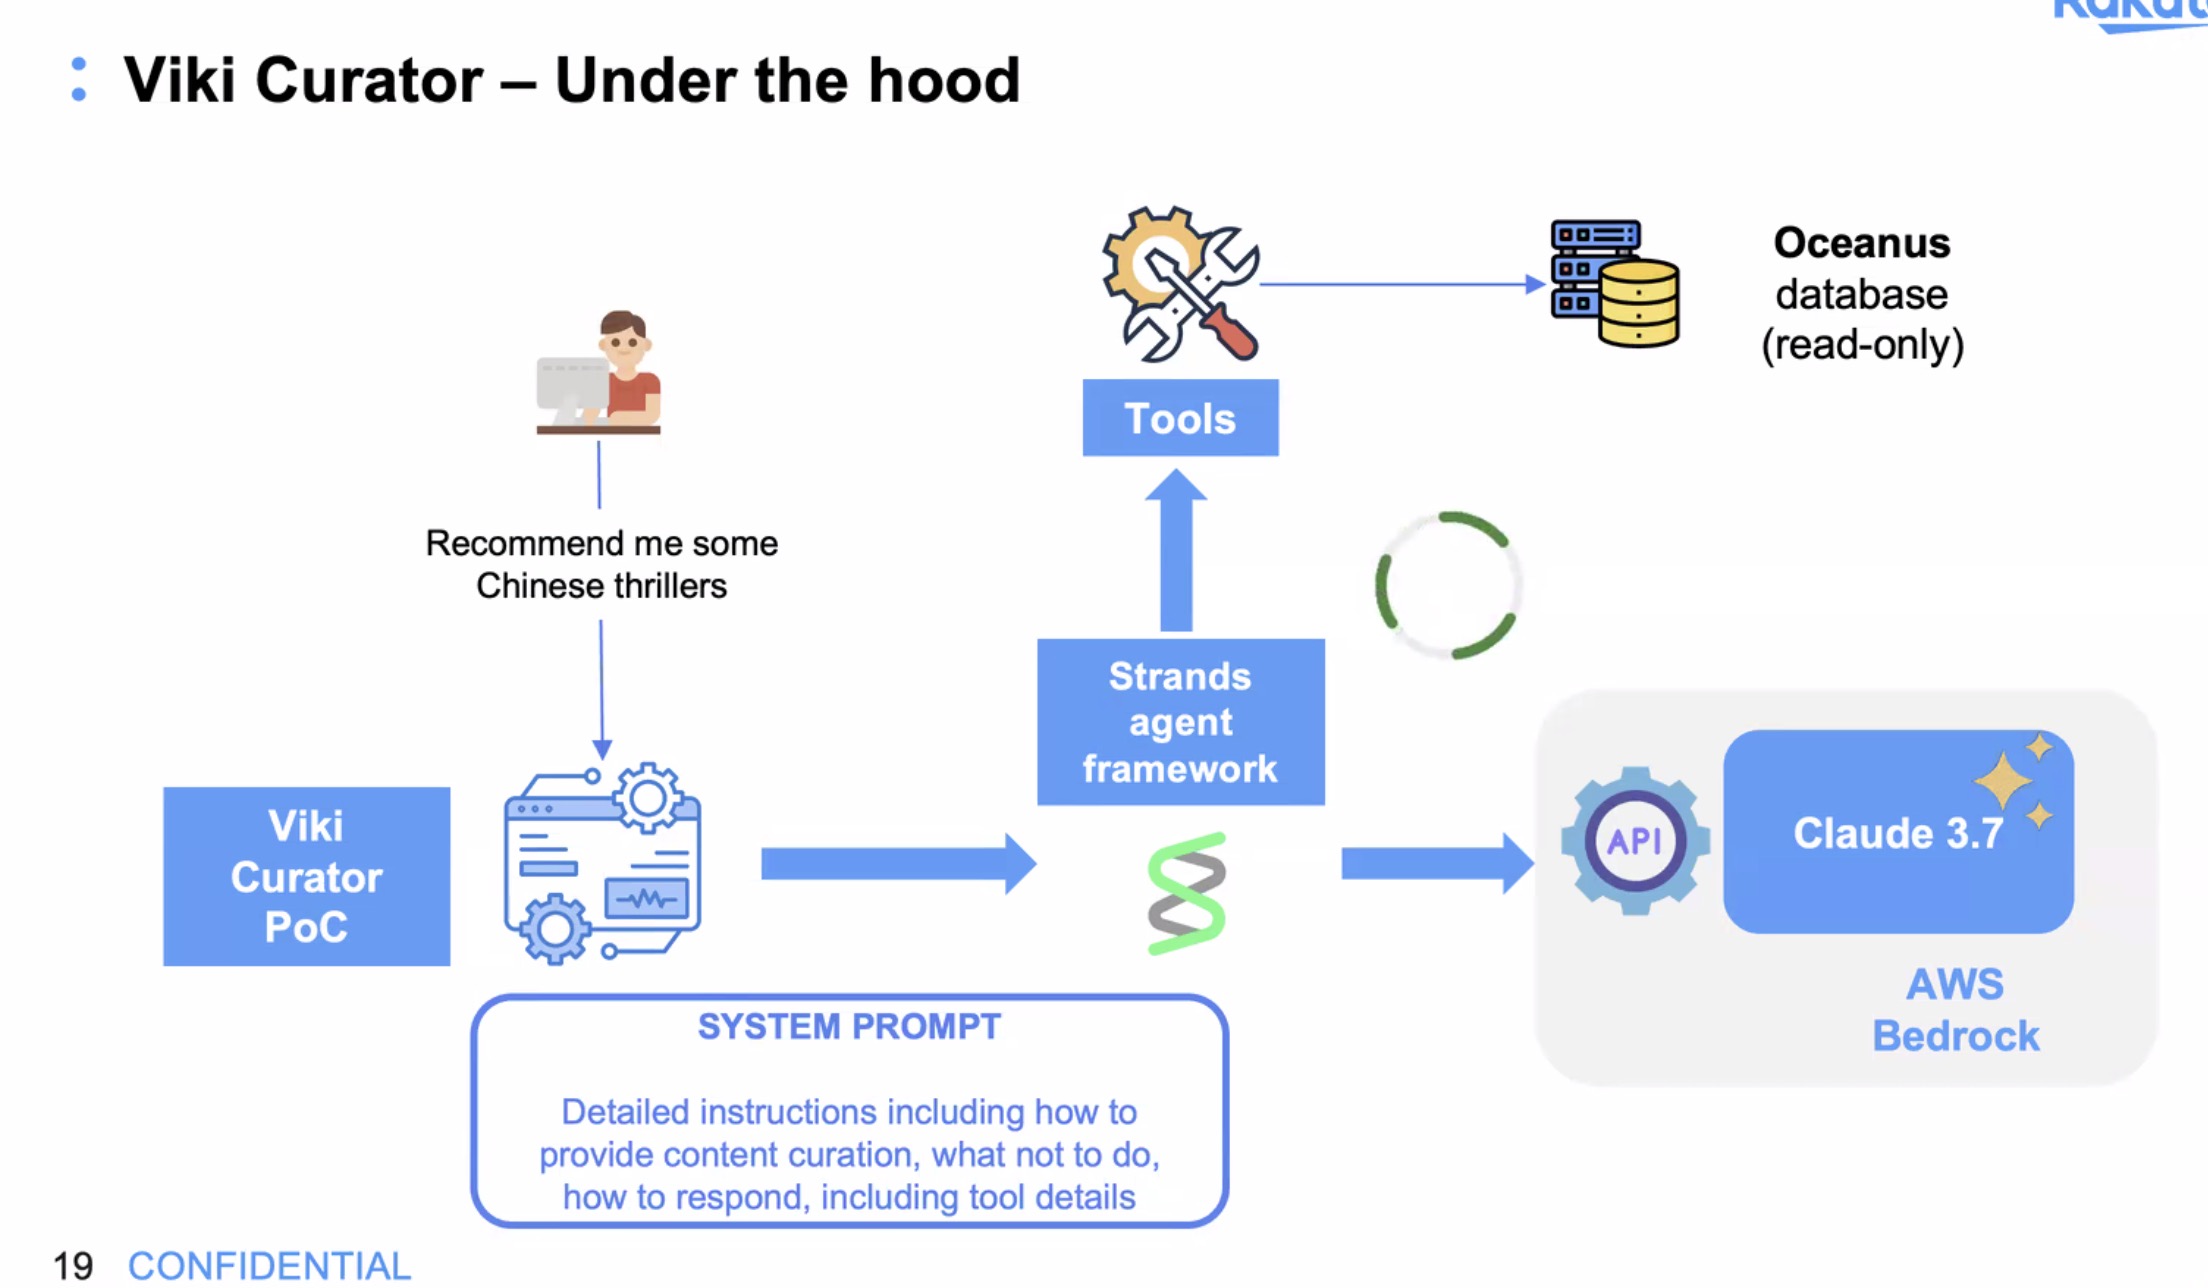 : Viki Curator – Under the hood
Oceanus
database
(read-only)
Tools
Recommend me some
Chinese thrillers
Strands
agent
framework
Viki
Curator
PoC
API
Claude 3.7
AWS
Bedrock
SYSTEM PROMPT
Detailed instructions including how to
provide content curation, what not to do,
how to respond, including tool details
19 CONFIDENTIAL